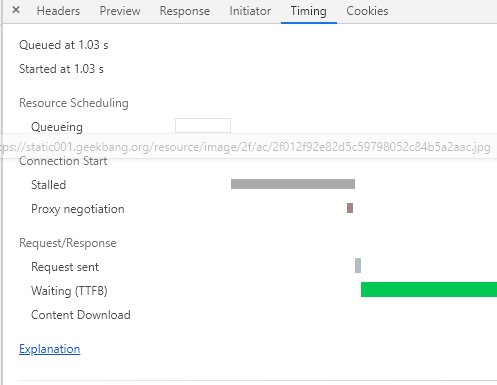 × Headers Preview Response Initiator Timing Cookies
Queued at 1.03 s
Started at 1.03 s
Resource Scheduling
Queueing
tps://static001.geekbang.org/resource/image/2f/ac/2f012f92e82d5c59798052c84b5a2aac.jpg
Connection Start
Stalled
Proxy negotiation
Request/Response
Request sent
Waiting (TTFB)
Content Download
Explanation